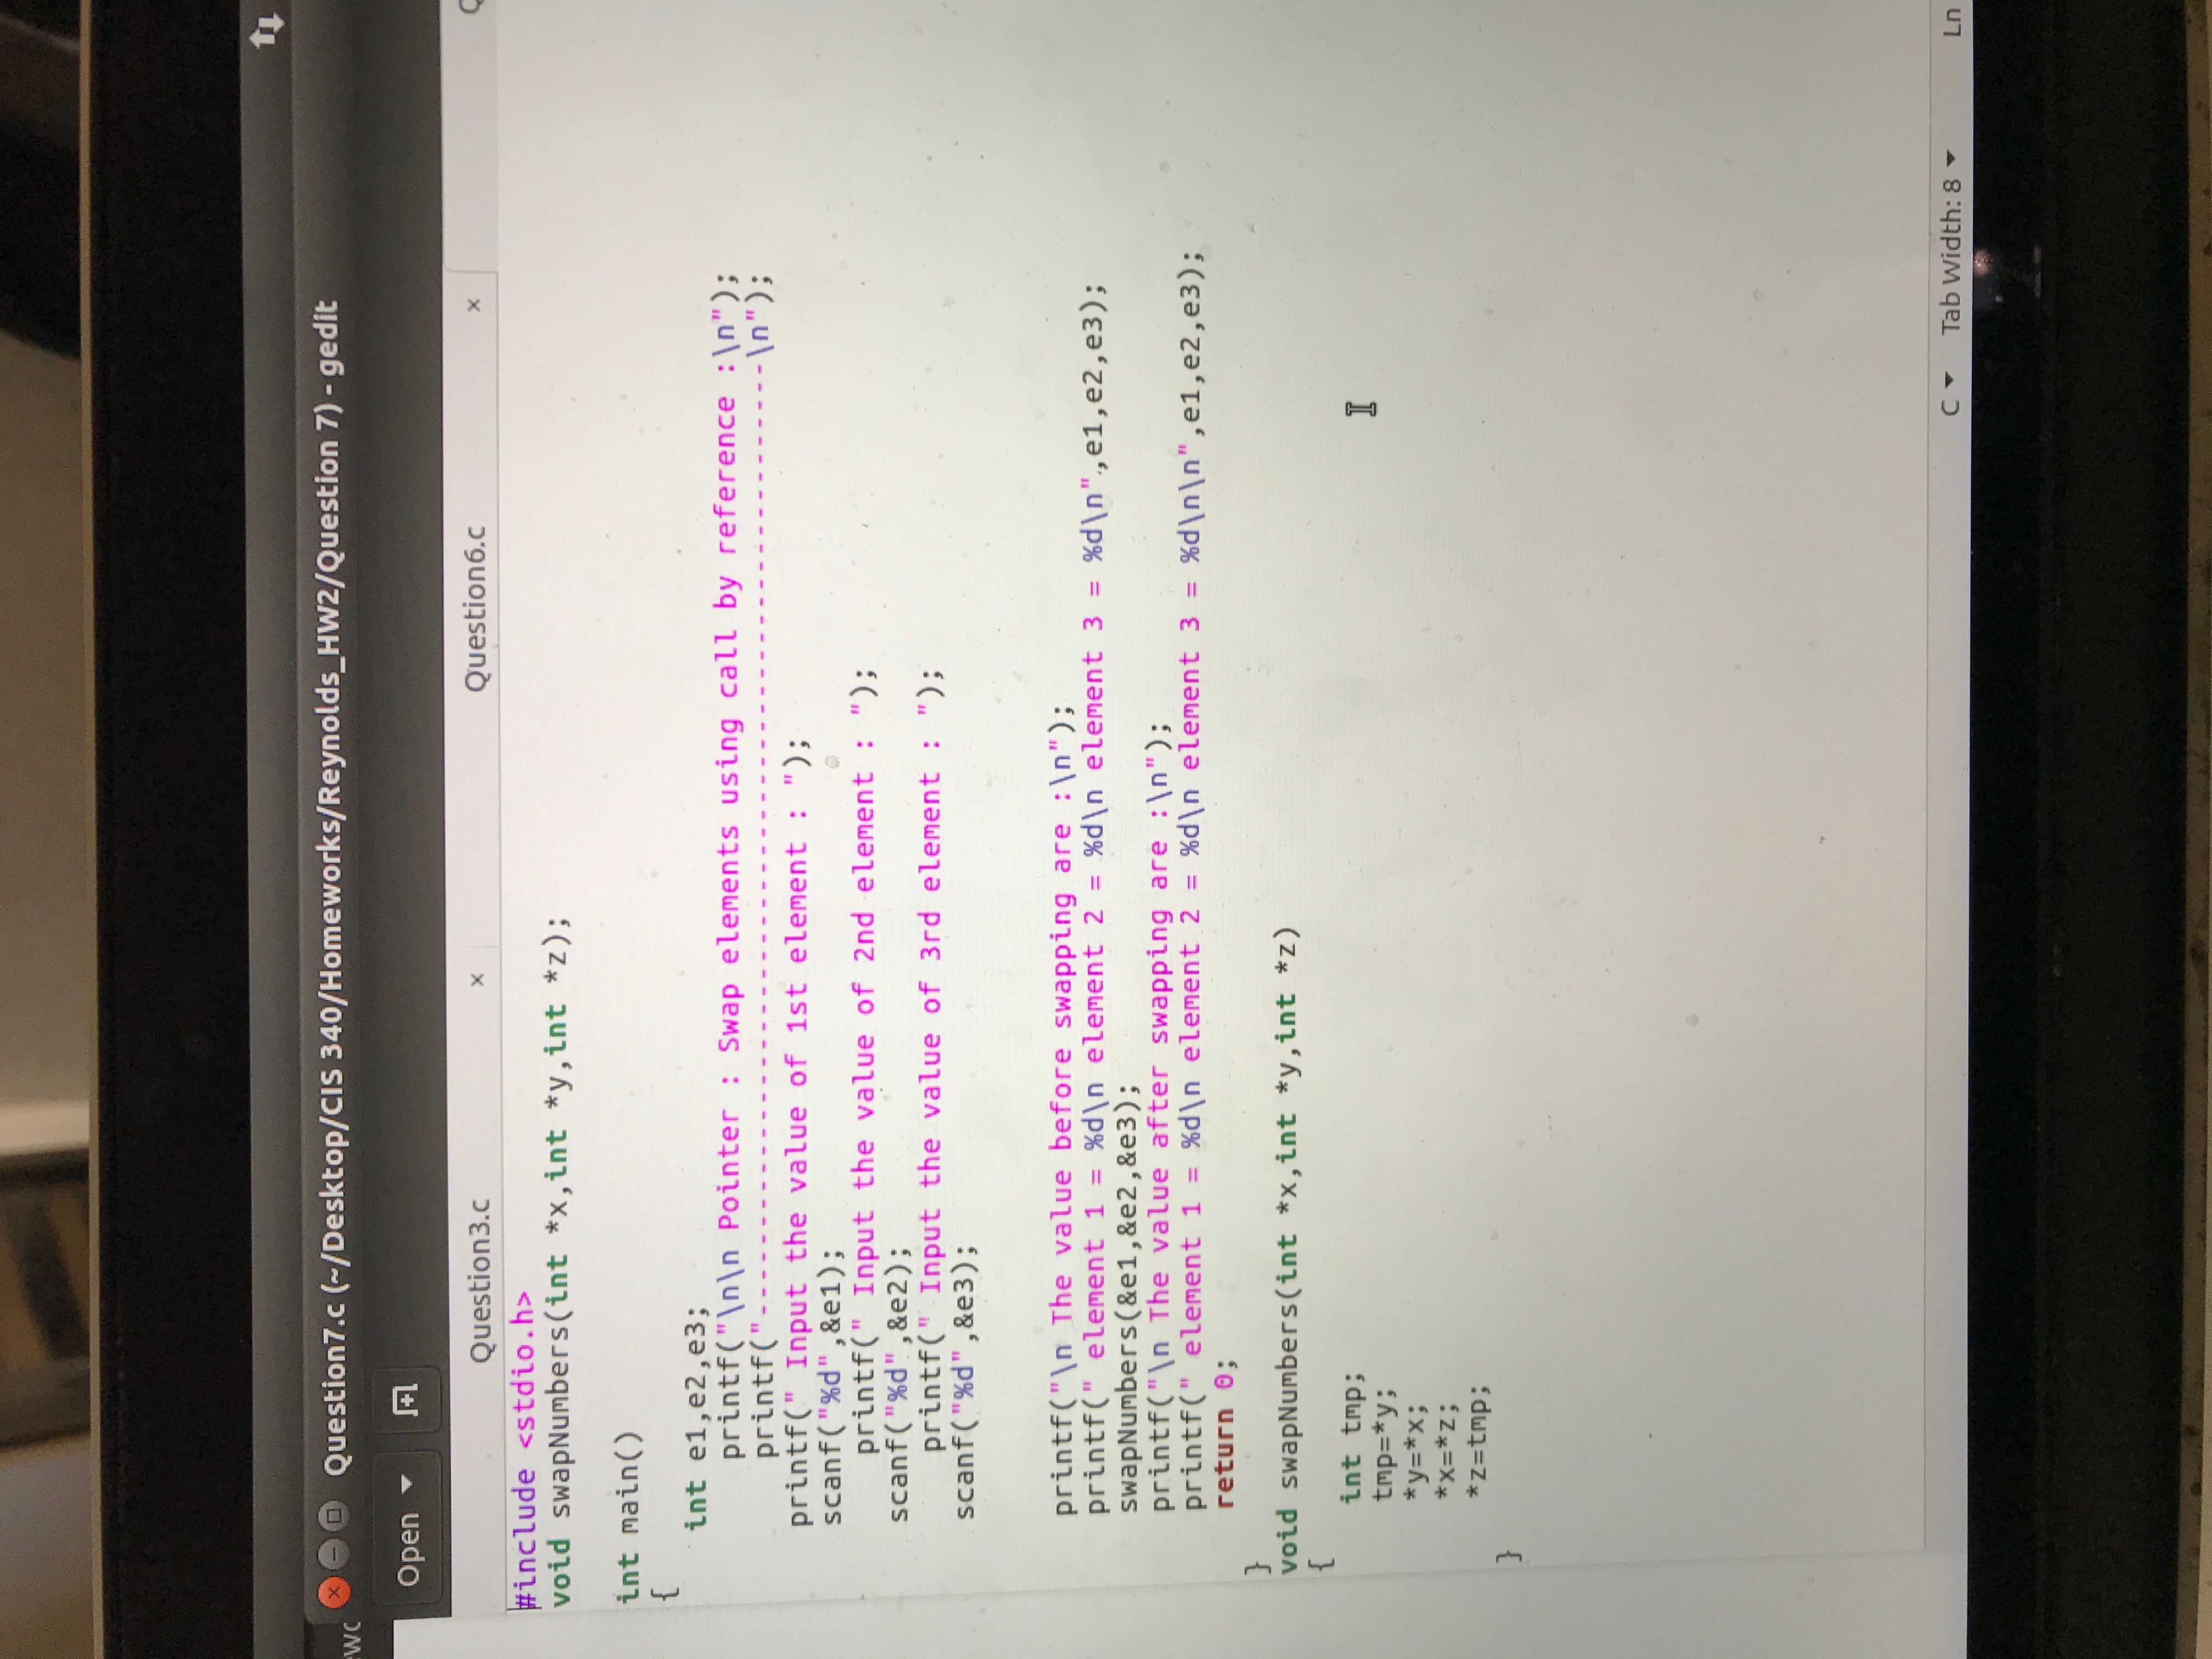 Question7.c (~/Desktop/CIS 340/Homeworks/Reynolds_HW2/Question 7) - gedit
Open
Question3.c × Question6.c ×
#include <stdio.h>
void swapNumbers(int *x,int *y,int *z);
int main()
{
    int e1,e2,e3;
        printf("\n\n Pointer : Swap elements using call by reference :\n");
        printf("------------------------------------------------------\n");
    printf(" Input the value of 1st element : ");
    scanf("%d",&e1);
        printf(" Input the value of 2nd element : ");
    scanf("%d",&e2);
        printf(" Input the value of 3rd element : ");
    scanf("%d",&e3);
    printf("\n The value before swapping are :\n");
    printf(" element 1 = %d\n element 2 = %d\n element 3 = %d\n",e1,e2,e3);
    swapNumbers(&e1,&e2,&e3);
    printf("\n The value after swapping are :\n");
    printf(" element 1 = %d\n element 2 = %d\n element 3 = %d\n\n",e1,e2,e3);
    return 0;
}
void swapNumbers(int *x,int *y,int *z)
{
    int tmp;
    tmp=*y;
    *y=*x;
    *x=*z;
    *z=tmp;
}
C Tab Width: 8 Ln